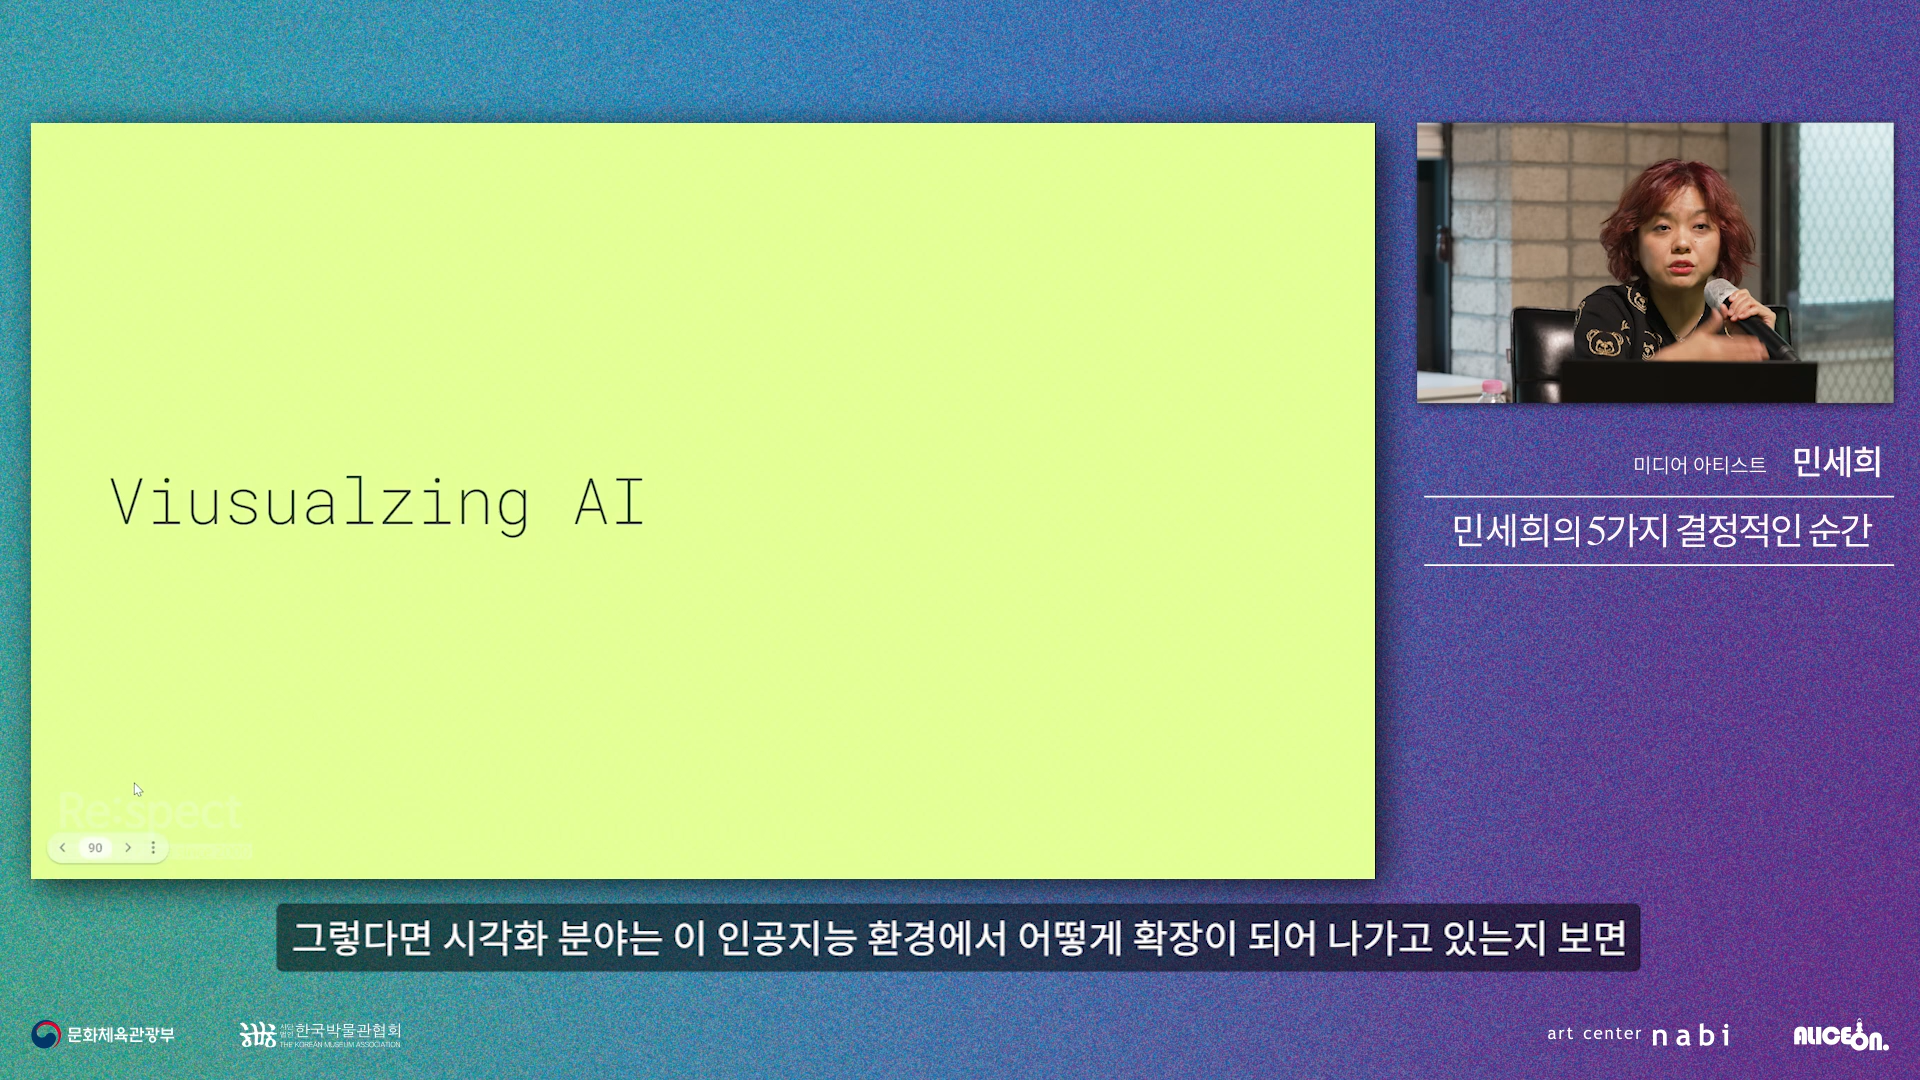 Viusualzing AI
Re:spect
90
미디어 아티스트 민세희
민세희의 5가지 결정적인 순간
그렇다면 시각화 분야는 이 인공지능 환경에서 어떻게 확장이 되어 나가고 있는지 보면
문화체육관광부
사단법인 한국박물관협회
THE KOREAN MUSEUM ASSOCIATION
art center nabi
ALICEON.